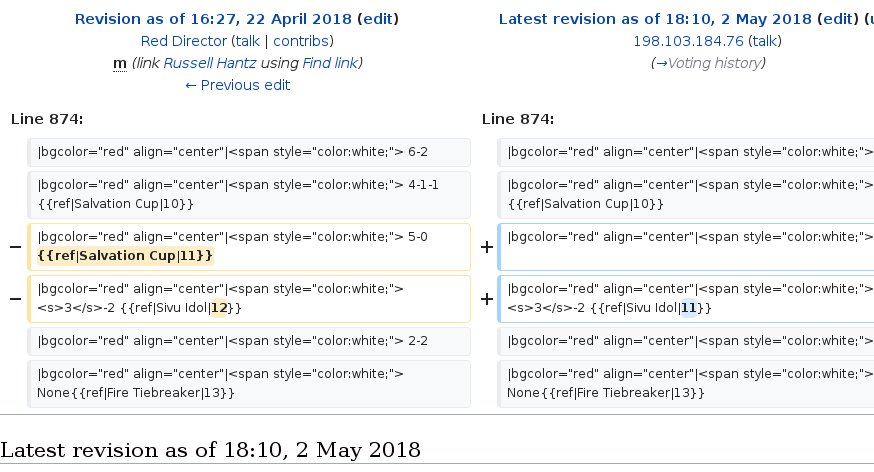 Revision as of 16:27, 22 April 2018 (edit)
Red Director (talk | contribs)
m (link Russell Hantz using Find link)
← Previous edit
Latest revision as of 18:10, 2 May 2018 (edit) (
198.103.184.76 (talk)
(→Voting history)
Line 874:
Line 874:
|bgcolor="red" align="center"|<span style="color:white;"> 6-2
|bgcolor="red" align="center"|<span style="color:white;">
|bgcolor="red" align="center"|<span style="color:white;"> 4-1-1
{{ref|Salvation Cup|10}}
|bgcolor="red" align="center"|<span style="color:white;">
{{ref|Salvation Cup|10}}
− |bgcolor="red" align="center"|<span style="color:white;"> 5-0
{{ref|Salvation Cup|11}}
+ |bgcolor="red" align="center"|<span style="color:white;">
− |bgcolor="red" align="center"|<span style="color:white;">
<s>3</s>-2 {{ref|Sivu Idol|12}}
+ |bgcolor="red" align="center"|<span style="color:white;">
<s>3</s>-2 {{ref|Sivu Idol|11}}
|bgcolor="red" align="center"|<span style="color:white;"> 2-2
|bgcolor="red" align="center"|<span style="color:white;">
|bgcolor="red" align="center"|<span style="color:white;">
None{{ref|Fire Tiebreaker|13}}
|bgcolor="red" align="center"|<span style="color:white;">
None{{ref|Fire Tiebreaker|13}}
Latest revision as of 18:10, 2 May 2018